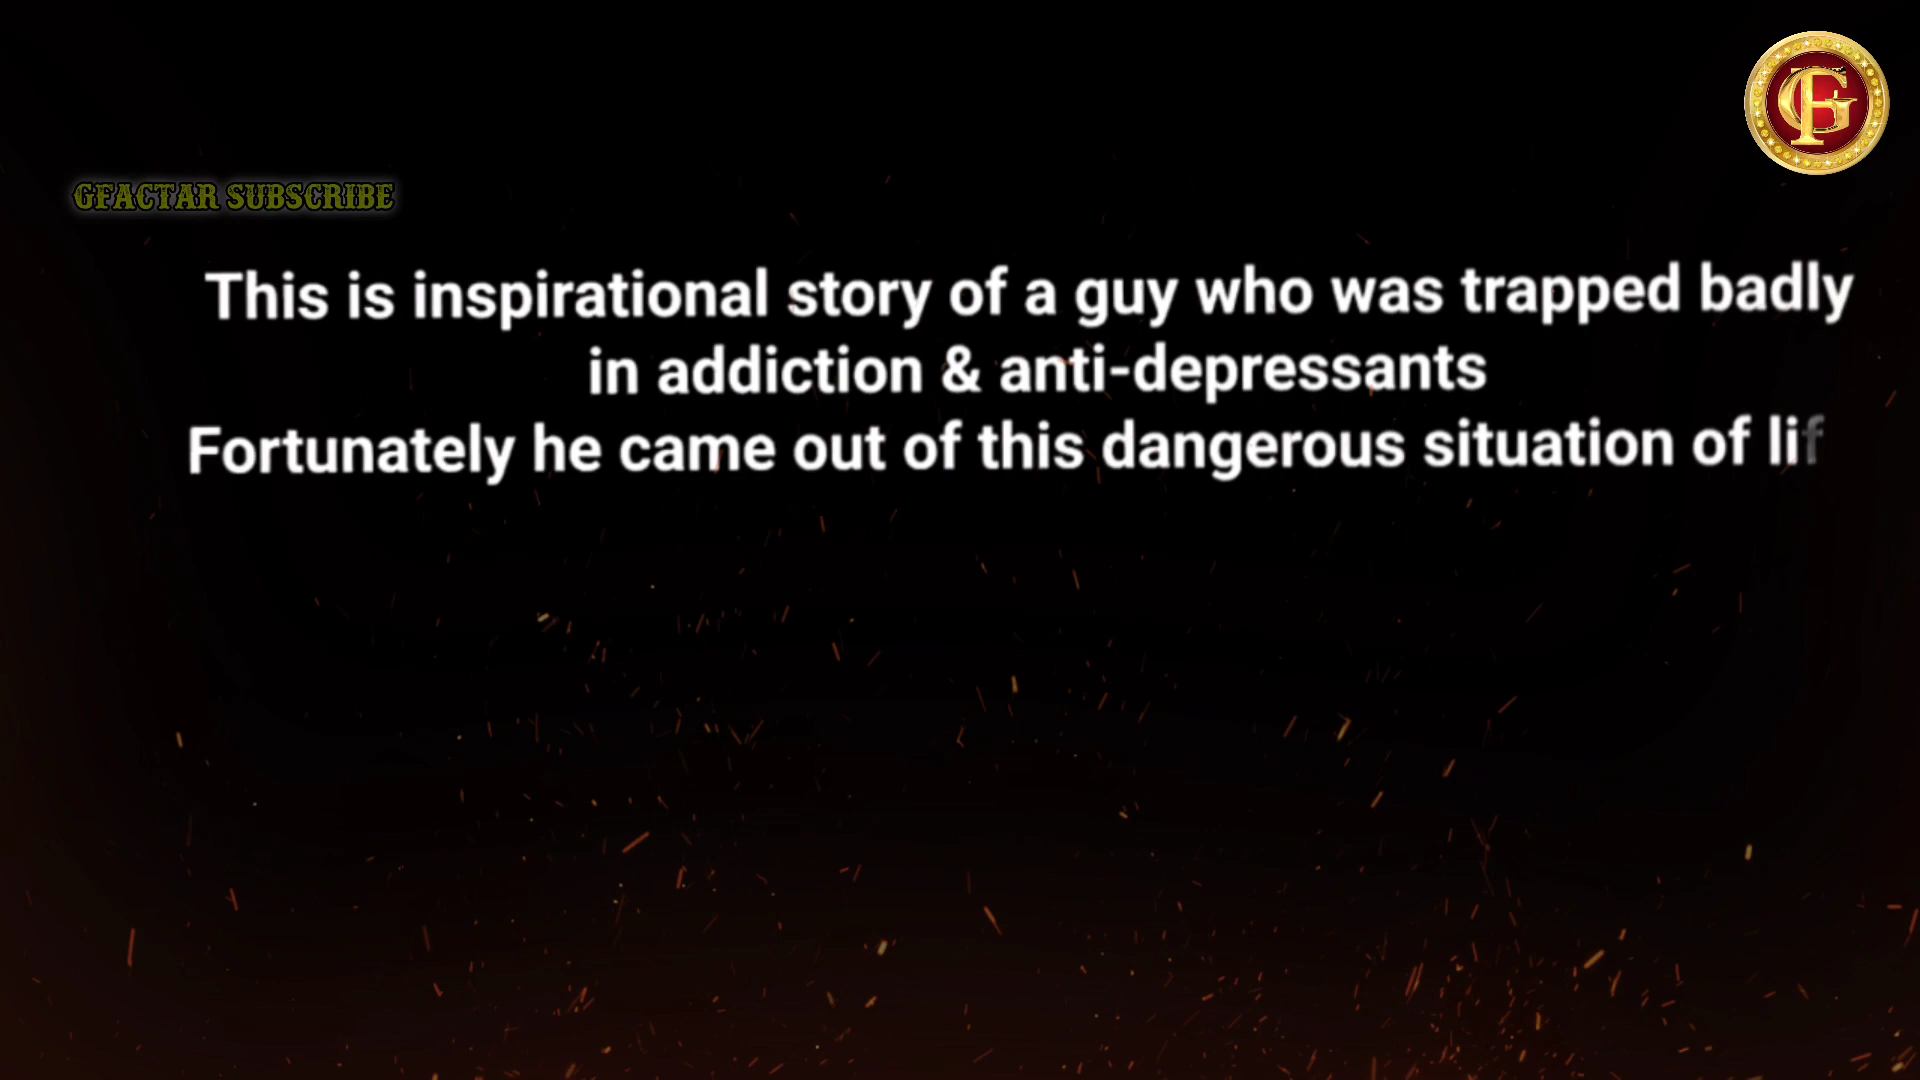 GFACTAR SUBSCRIBE
This is inspirational story of a guy who was trapped badly
in addiction & anti-depressants
Fortunately he came out of this dangerous situation of lif